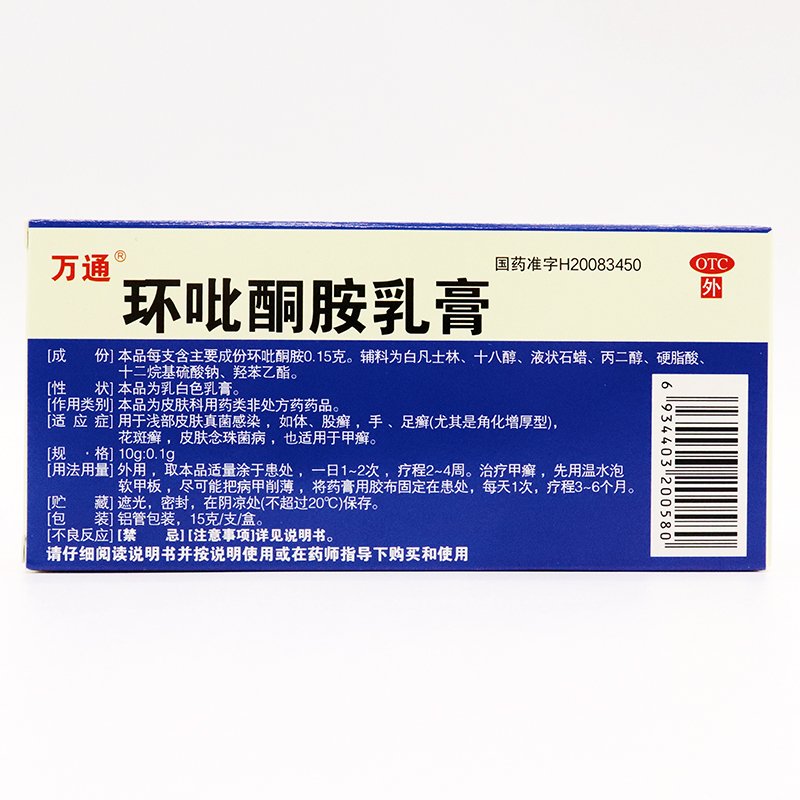 万通®
国药准字H20083450
OTC
外
环吡酮胺乳膏
[成 份]本品每支含主要成份环吡酮胺0.15克。辅料为白凡士林、十八醇、液状石蜡、丙二醇、硬脂酸、
十二烷基硫酸钠、羟苯乙酯。
[性 状]本品为乳白色乳膏。
[作用类别]本品为皮肤科用药类非处方药药品。
[适 应 症]用于浅部皮肤真菌感染，如体、股癣，手、足癣(尤其是角化增厚型)，
花斑癣，皮肤念珠菌病，也适用于甲癣。
[规 · 格]10g:0.1g
[用法用量]外用，取本品适量涂于患处，一日1~2次，疗程2~4周。治疗甲癣，先用温水泡
软甲板，尽可能把病甲削薄，将药膏用胶布固定在患处，每天1次，疗程3~6个月。
[贮 藏]遮光，密封，在阴凉处(不超过20℃)保存。
[包 装]铝管包装，15克/支/盒。
[不良反应][禁 忌][注意事项]详见说明书。
请仔细阅读说明书并按说明使用或在药师指导下购买和使用
6934403200580